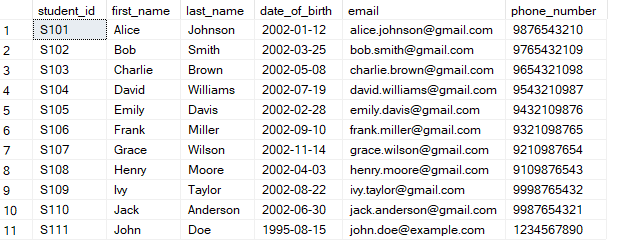 student_id first_name last_name date_of_birth email phone_number
1 S101 Alice Johnson 2002-01-12 alice.johnson@gmail.com 9876543210
2 S102 Bob Smith 2002-03-25 bob.smith@gmail.com 9765432109
3 S103 Charlie Brown 2002-05-08 charlie.brown@gmail.com 9654321098
4 S104 David Williams 2002-07-19 david.williams@gmail.com 9543210987
5 S105 Emily Davis 2002-02-28 emily.davis@gmail.com 9432109876
6 S106 Frank Miller 2002-09-10 frank.miller@gmail.com 9321098765
7 S107 Grace Wilson 2002-11-14 grace.wilson@gmail.com 9210987654
8 S108 Henry Moore 2002-04-03 henry.moore@gmail.com 9109876543
9 S109 Ivy Taylor 2002-08-22 ivy.taylor@gmail.com 9998765432
10 S110 Jack Anderson 2002-06-30 jack.anderson@gmail.com 9987654321
11 S111 John Doe 1995-08-15 john.doe@example.com 1234567890